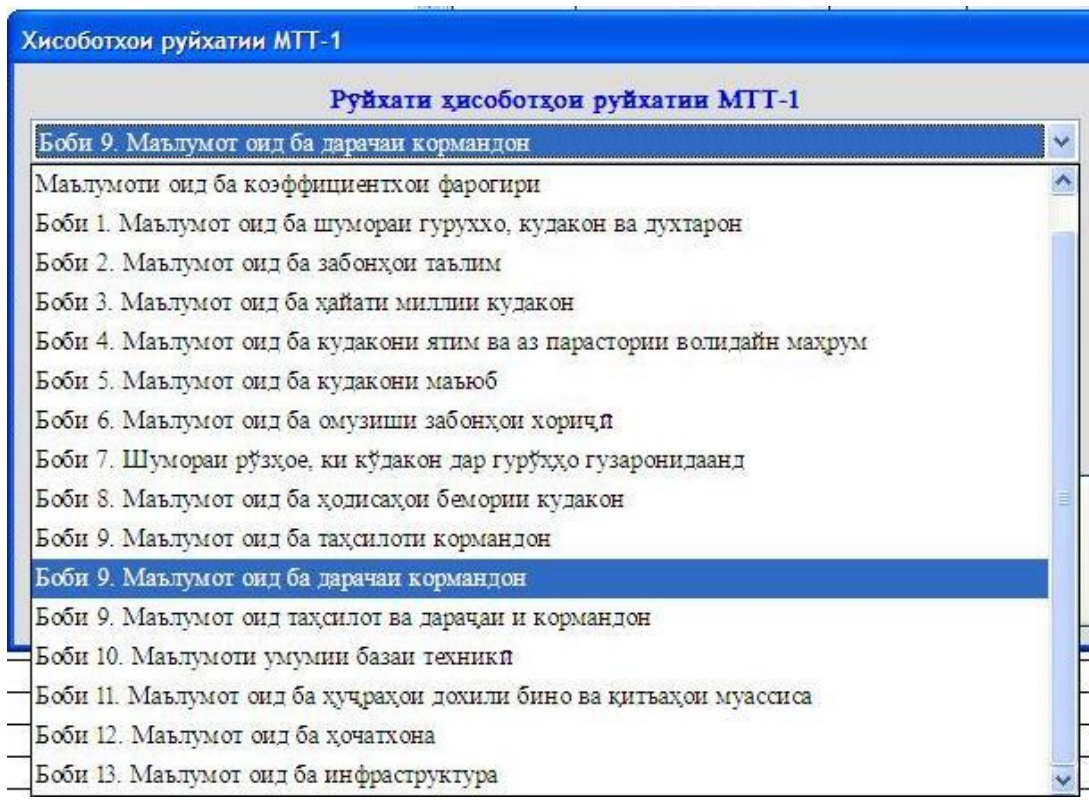 Хисоботхои руйхатии МТТ-1
Рӯйхати ҳисоботҳои руйхатии МТТ-1
Боби 9. Маълумот оид ба дарачаи кормандон
Маълумоти оид ба коэффициентхои фарогири
Боби 1. Маълумот оид ба шумораи гуруххо, кудакон ва духтарон
Боби 2. Маълумот оид ба забонҳои таълим
Боби 3. Маълумот оид ба ҳайати миллии кудакон
Боби 4. Маълумот оид ба кудакони ятим ва аз парастории волидайн маҳрум
Боби 5. Маълумот оид ба кудакони маъюб
Боби 6. Маълумот оид ба омузиши забонҳои хориҷӣ
Боби 7. Шумораи рӯзҳое, ки кӯдакон дар гурӯҳҳо гузаронидаанд
Боби 8. Маълумот оид ба ҳодисаҳои бемории кудакон
Боби 9. Маълумот оид ба таҳсилоти кормандон
Боби 9. Маълумот оид ба дарачаи кормандон
Боби 9. Маълумот оид таҳсилот ва дараҷаи и кормандон
Боби 10. Маълумоти умумии базаи техникӣ
Боби 11. Маълумот оид ба ҳуҷраҳои дохили бино ва қитъаҳои муассиса
Боби 12. Маълумот оид ба ҳочатхона
Боби 13. Маълумот оид ба инфраструктура